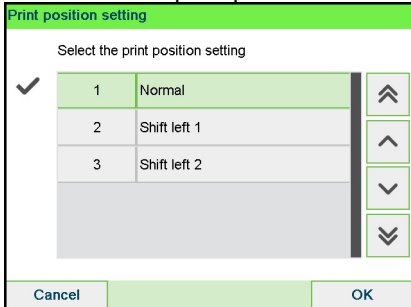 Print position setting
Select the print position setting
1 Normal
2 Shift left 1
3 Shift left 2
Cancel OK